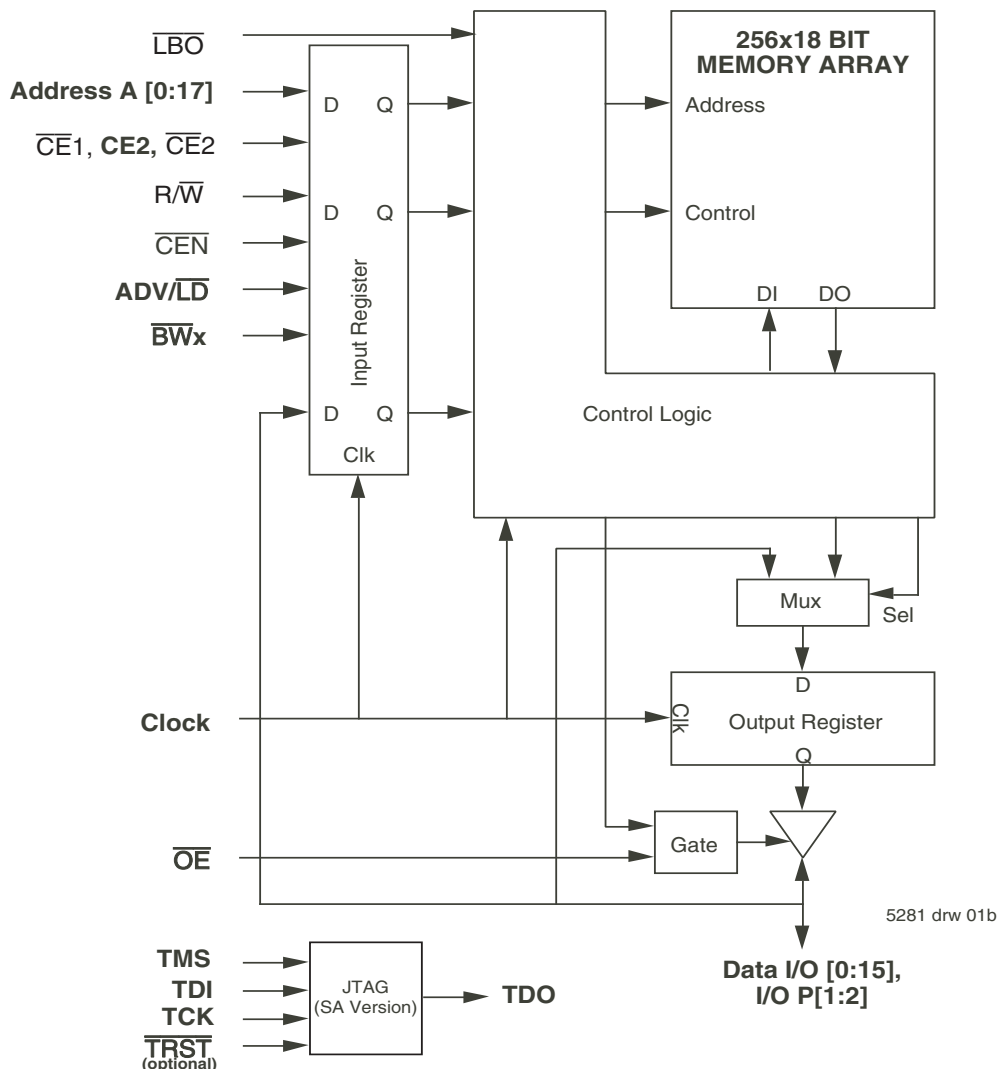 LBO
256x18 BIT
MEMORY ARRAY
Address A [0:17]
D Q
Address
CE1, CE2, CE2
R/W
D Q
Control
CEN
Input Register
ADV/LD
DI DO
BWx
D Q
Control Logic
Clk
Mux
Sel
D
Clock
Clk
Output Register
Q
Gate
OE
5281 drw 01b
Data I/O [0:15],
I/O P[1:2]
TMS
TDI
TCK
TRST
(optional)
JTAG
(SA Version)
TDO